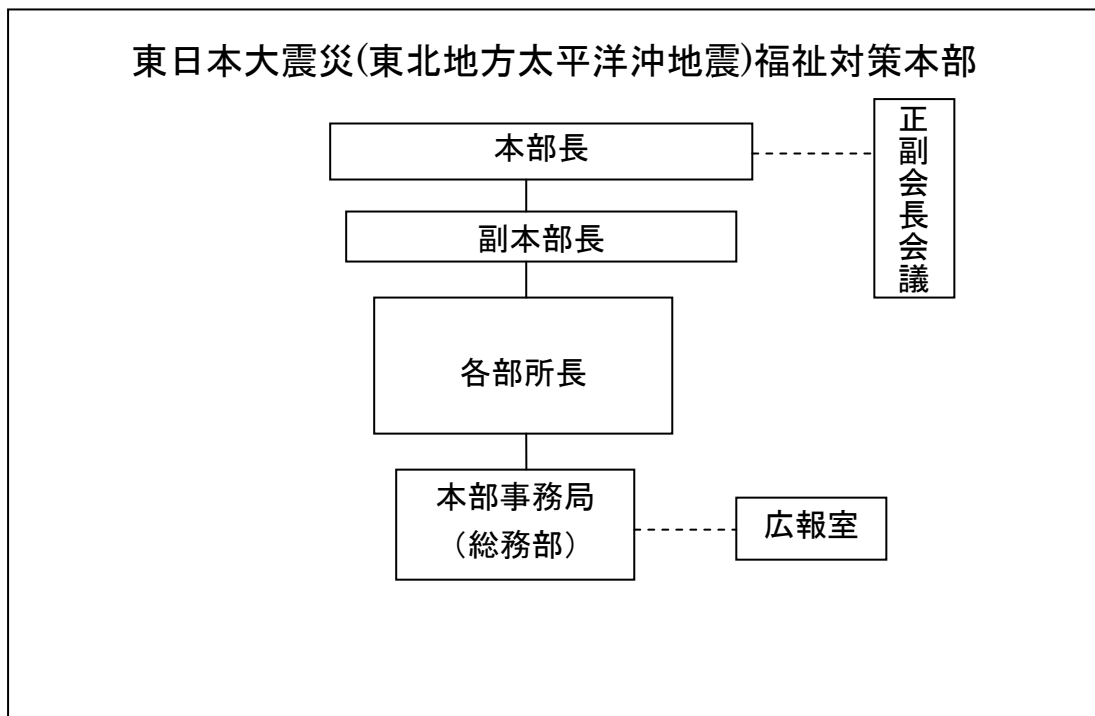 東日本大震災(東北地方太平洋沖地震)福祉対策本部
本部長
正副会長会議
副本部長
各部所長
本部事務局
（総務部）
広報室